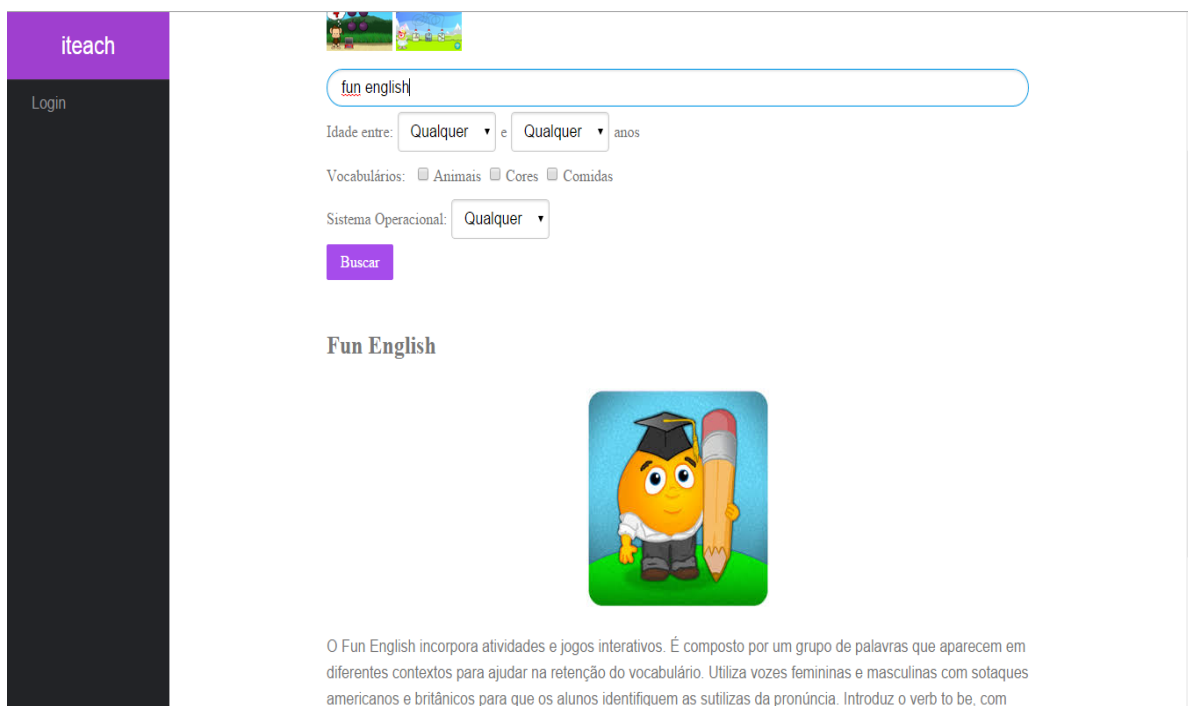 iteach
Login
fun english
Idade entre: Qualquer e Qualquer anos
Vocabulários: Animais Cores Comidas
Sistema Operacional: Qualquer
Buscar
Fun English
O Fun English incorpora atividades e jogos interativos. É composto por um grupo de palavras que aparecem em
diferentes contextos para ajudar na retenção do vocabulário. Utiliza vozes femininas e masculinas com sotaques
americanos e britânicos para que os alunos identifiquem as sutilizas da pronúncia. Introduz o verb to be, com